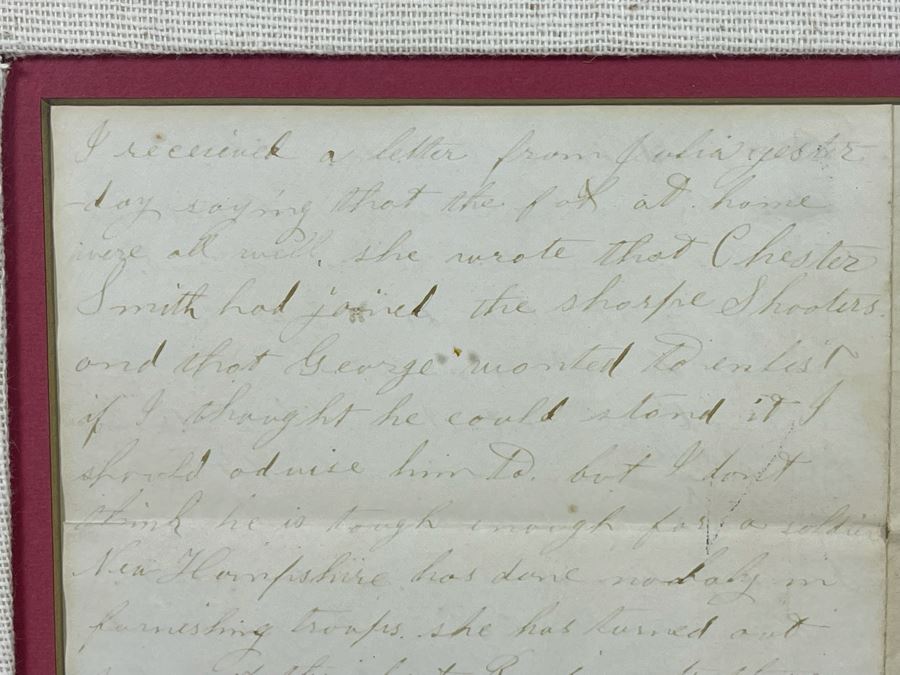 I received a letter from Julia yester
-day saying that the folk at home
were all well. she wrote that Chester
Smith had joined the sharpe Shooters
and that George wanted to enlist
if I thought he could stand it I
should advise him to. but I don't
think he is tough enough for a soldier
New Hampshire has done nobaly in
furnishing troops. she has turned out